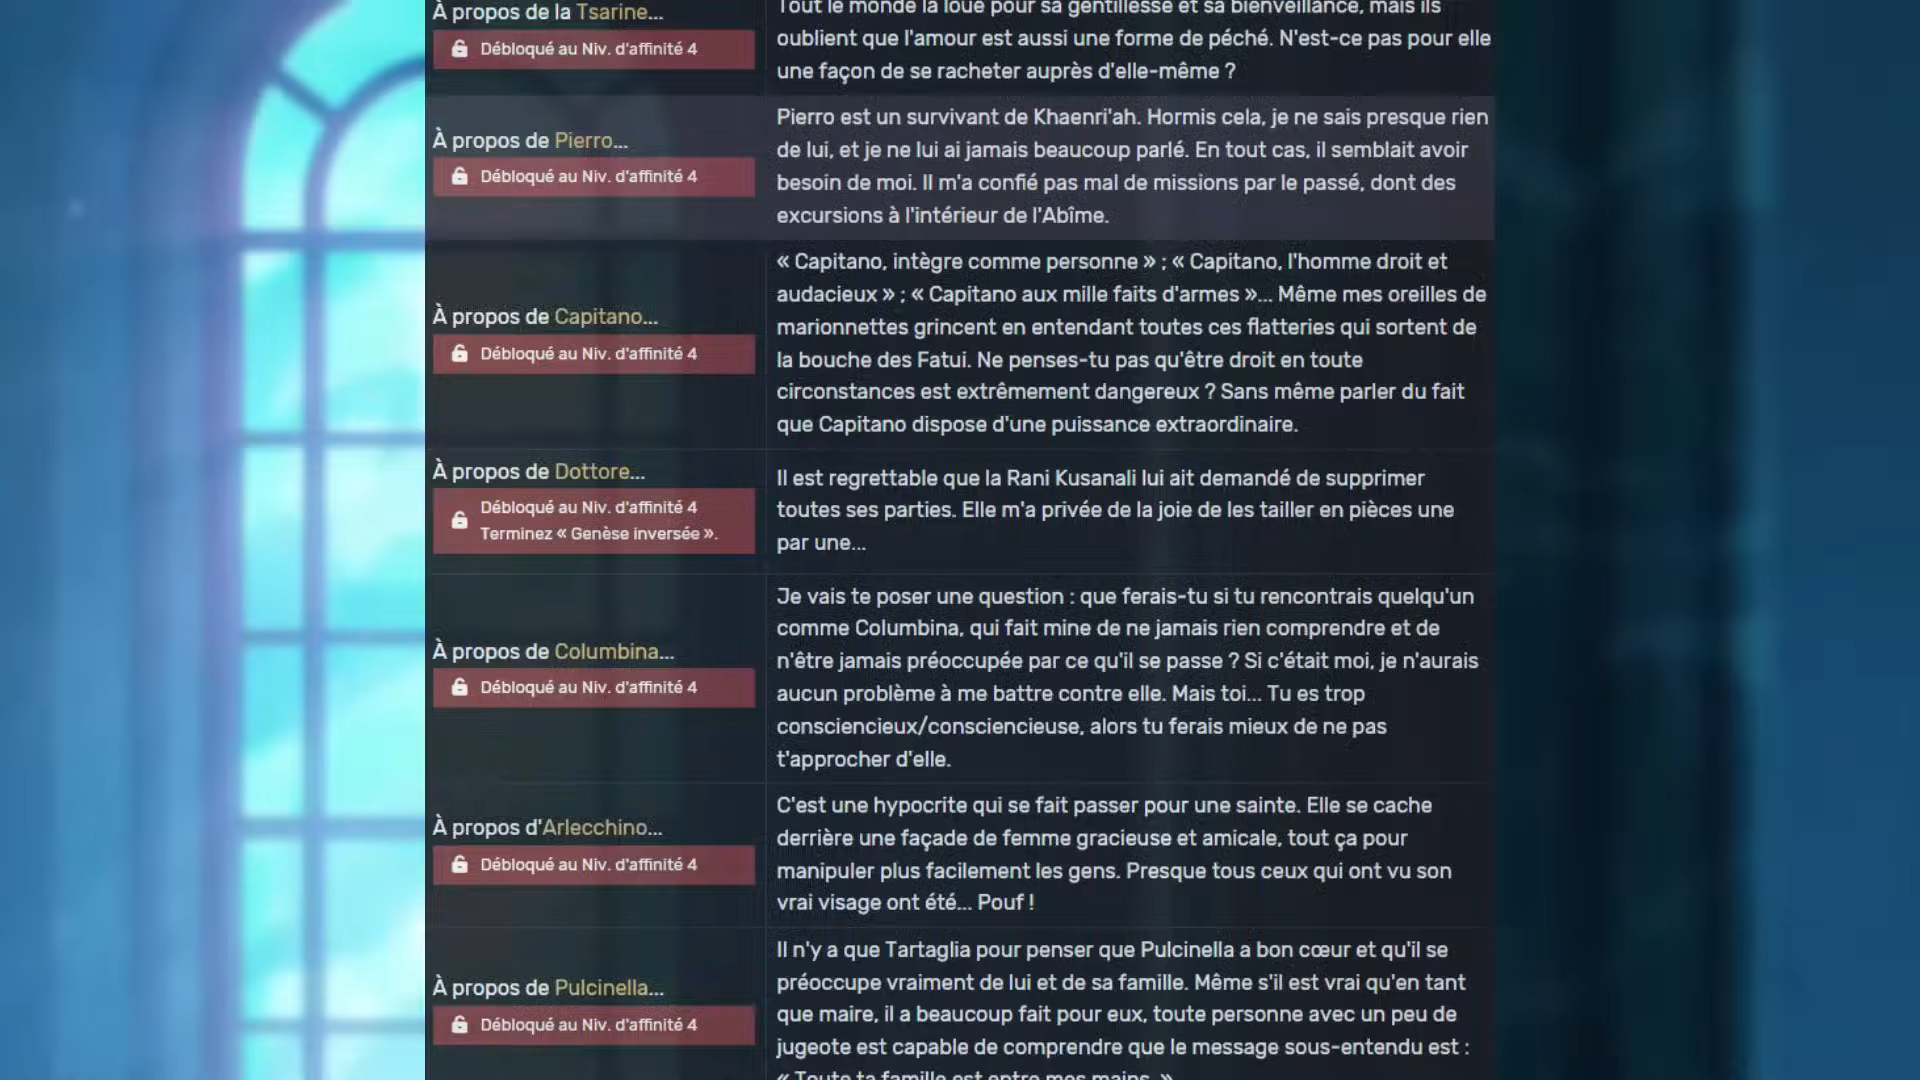 À propos de la Tsarine...
Débloqué au Niv. d'affinité 4
Tout le monde la loue pour sa gentillesse et sa bienveillance, mais ils
oublient que l'amour est aussi une forme de péché. N'est-ce pas pour elle
une façon de se racheter auprès d'elle-même ?
À propos de Pierro...
Débloqué au Niv. d'affinité 4
Pierro est un survivant de Khaenri'ah. Hormis cela, je ne sais presque rien
de lui, et je ne lui ai jamais beaucoup parlé. En tout cas, il semblait avoir
besoin de moi. Il m'a confié pas mal de missions par le passé, dont des
excursions à l'intérieur de l'Abîme.
À propos de Capitano...
Débloqué au Niv. d'affinité 4
« Capitano, intègre comme personne » ; « Capitano, l'homme droit et
audacieux » ; « Capitano aux mille faits d'armes »... Même mes oreilles de
marionnettes grincent en entendant toutes ces flatteries qui sortent de
la bouche des Fatui. Ne penses-tu pas qu'être droit en toute
circonstances est extrêmement dangereux ? Sans même parler du fait
que Capitano dispose d'une puissance extraordinaire.
À propos de Dottore...
Débloqué au Niv. d'affinité 4
Terminez « Genèse inversée ».
Il est regrettable que la Rani Kusanali lui ait demandé de supprimer
toutes ses parties. Elle m'a privée de la joie de les tailler en pièces une
par une...
À propos de Columbina...
Débloqué au Niv. d'affinité 4
Je vais te poser une question : que ferais-tu si tu rencontrais quelqu'un
comme Columbina, qui fait mine de ne jamais rien comprendre et de
n'être jamais préoccupée par ce qu'il se passe ? Si c'était moi, je n'aurais
aucun problème à me battre contre elle. Mais toi... Tu es trop
consciencieux/consciencieuse, alors tu ferais mieux de ne pas
t'approcher d'elle.
À propos d'Arlecchino...
Débloqué au Niv. d'affinité 4
C'est une hypocrite qui se fait passer pour une sainte. Elle se cache
derrière une façade de femme gracieuse et amicale, tout ça pour
manipuler plus facilement les gens. Presque tous ceux qui ont vu son
vrai visage ont été... Pouf !
À propos de Pulcinella...
Débloqué au Niv. d'affinité 4
Il n'y a que Tartaglia pour penser que Pulcinella a bon cœur et qu'il se
préoccupe vraiment de lui et de sa famille. Même s'il est vrai qu'en tant
que maire, il a beaucoup fait pour eux, toute personne avec un peu de
jugeote est capable de comprendre que le message sous-entendu est :
« Toute ta famille est entre mes mains. »